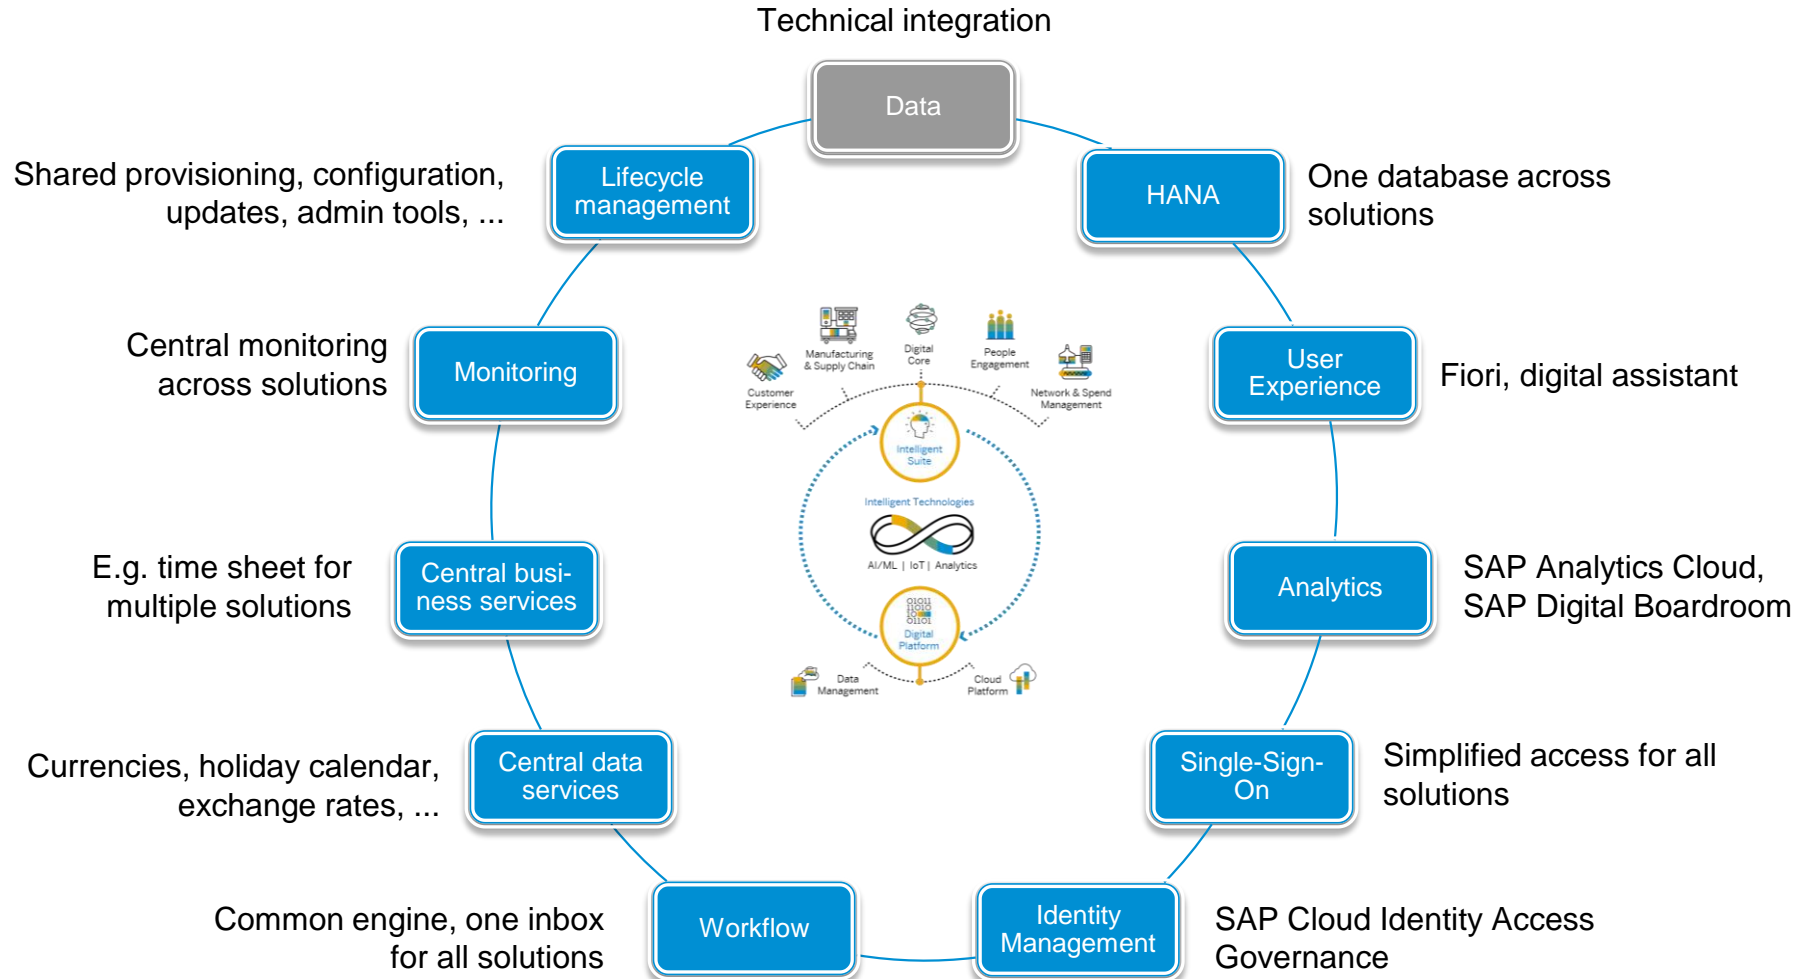 Technical integration
Data
Lifecycle
management
Shared provisioning, configuration,
updates, admin tools, ...
HANA
One database across
solutions
Monitoring
Central monitoring
across solutions
User
Experience
Fiori, digital assistant
Customer
Experience
Manufacturing
& Supply Chain
Digital
Core
People
Engagement
Network & Spend
Management
Intelligent
Suite
Intelligent Technologies
AI/ML | IoT | Analytics
01011
11010
10
01101
Digital
Platform
Data
Management
Cloud
Platform
E.g. time sheet for
multiple solutions
Central busi-
ness services
Analytics
SAP Analytics Cloud,
SAP Digital Boardroom
Currencies, holiday calendar,
exchange rates, ...
Central data
services
Single-Sign-
On
Simplified access for all
solutions
Common engine, one inbox
for all solutions
Workflow
Identity
Management
SAP Cloud Identity Access
Governance